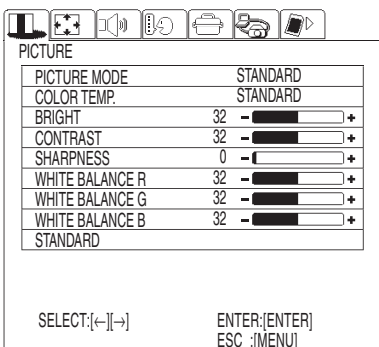 PICTURE
PICTURE MODE STANDARD
COLOR TEMP. STANDARD
BRIGHT 32 - +
CONTRAST 32 - +
SHARPNESS 0 - +
WHITE BALANCE R 32 - +
WHITE BALANCE G 32 - +
WHITE BALANCE B 32 - +
STANDARD
SELECT:[←][→] ENTER:[ENTER]
ESC :[MENU]